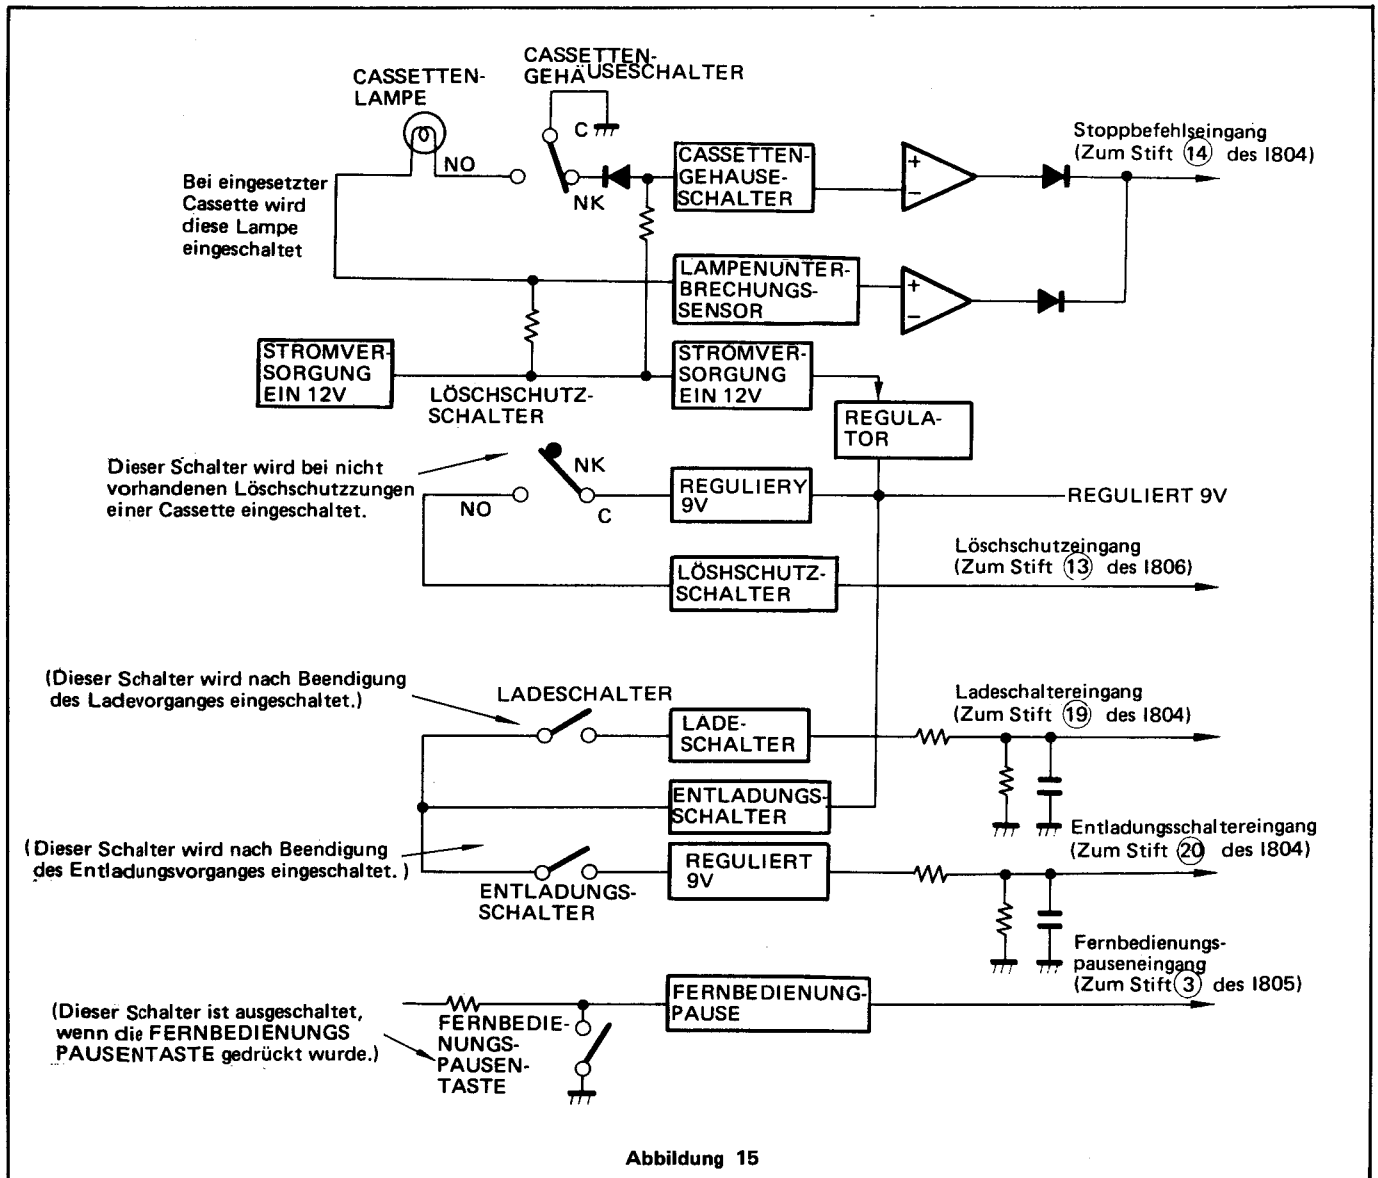 CASSETTEN-
LAMPE
CASSETTEN-
GEHÄUSESCHALTER
C
NO
NK
Bei eingesetzter
Cassette wird
diese Lampe
eingeschaltet
CASSETTEN-
GEHAUSE-
SCHALTER
+
−
Stoppbefehlseingang
(Zum Stift 14 des I804)
LAMPENUNTER-
BRECHUNGS-
SENSOR
+
−
STROMVER-
SORGUNG
EIN 12V
STROMVER-
SORGUNG
EIN 12V
LÖSCHSCHUTZ-
SCHALTER
REGULA-
TOR
Dieser Schalter wird bei nicht
vorhandenen Löschschutzzungen
einer Cassette eingeschaltet.
NK
NO
C
REGULIERY
9V
REGULIERT 9V
LÖSHSCHUTZ-
SCHALTER
Löschschutzeingang
(Zum Stift 13 des I806)
(Dieser Schalter wird nach Beendigung
des Ladevorganges eingeschaltet.)
LADESCHALTER
LADE-
SCHALTER
Ladeschaltereingang
(Zum Stift 19 des I804)
ENTLADUNGS-
SCHALTER
(Dieser Schalter wird nach Beendigung
des Entladungsvorganges eingeschaltet.)
ENTLADUNGS-
SCHALTER
REGULIERT
9V
Entladungsschaltereingang
(Zum Stift 20 des I804)
(Dieser Schalter ist ausgeschaltet,
wenn die FERNBEDIENUNGS
PAUSENTASTE gedrückt wurde.)
FERNBEDIE-
NUNGS-
PAUSEN-
TASTE
FERNBEDIENUNG-
PAUSE
Fernbedienungs-
pauseneingang
(Zum Stift 3 des I805)
Abbildung 15